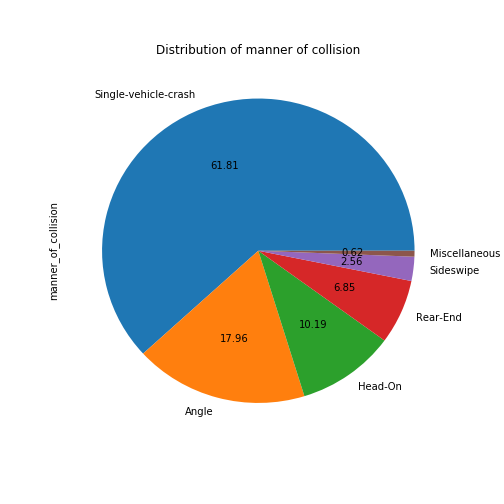 Distribution of manner of collision
Single-vehicle-crash
61.81
manner_of_collision
0.62
Miscellaneous
2.56
Sideswipe
6.85
Rear-End
10.19
Head-On
17.96
Angle